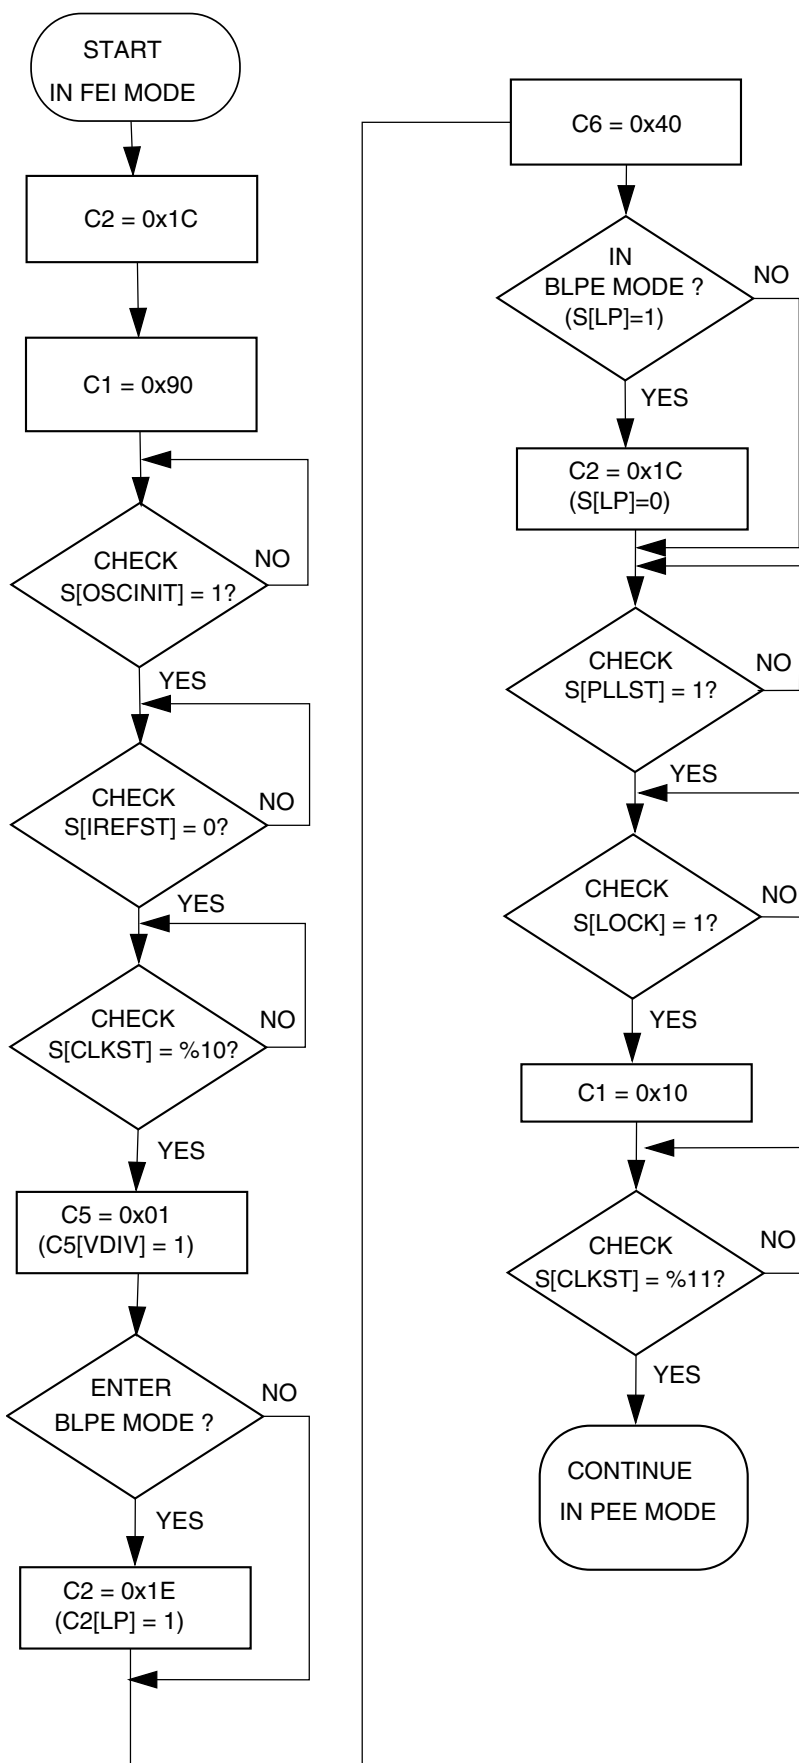 START
IN FEI MODE
C2 = 0x1C
C1 = 0x90
CHECK
S[OSCINIT] = 1?
NO
YES
CHECK
S[IREFST] = 0?
NO
YES
CHECK
S[CLKST] = %10?
NO
YES
C5 = 0x01
(C5[VDIV] = 1)
ENTER
BLPE MODE ?
NO
YES
C2 = 0x1E
(C2[LP] = 1)
C6 = 0x40
IN
BLPE MODE ?
(S[LP]=1)
NO
YES
C2 = 0x1C
(S[LP]=0)
CHECK
S[PLLST] = 1?
NO
YES
CHECK
S[LOCK] = 1?
NO
YES
C1 = 0x10
CHECK
S[CLKST] = %11?
NO
YES
CONTINUE
IN PEE MODE